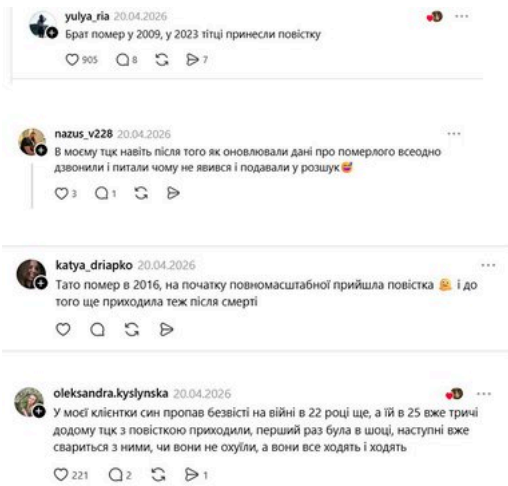 yulya_ria 20.04.2026
Брат помер у 2009, у 2023 тітці принесли повістку
905 8 7
nazus_v228 20.04.2026
В моєму тцк навіть після того як оновлювали дані про померлого всеодно
дзвонили і питали чому не явився і подавали у розшук
3 1
katya_driapko 20.04.2026
Тато помер в 2016, на початку повномасштабної прийшла повістка і до
того ще приходила теж після смерті
oleksandra.kyslynska 20.04.2026
У моєї клієнтки син пропав безвісті на війні в 22 році ще, а їй в 25 вже тричі
додому тцк з повісткою приходили, перший раз була в шоці, наступні вже
свариться з ними, чи вони не охуїли, а вони все ходять і ходять
221 2 1